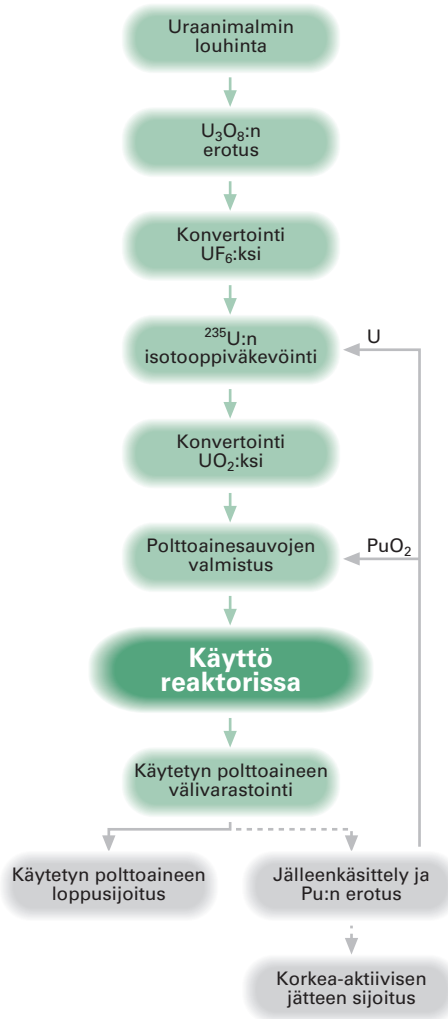 Uraanimalmin
louhinta
U₃O₈:n
erotus
Konvertointi
UF₆:ksi
²³⁵U:n
isotooppiväkevöinti
U
Konvertointi
UO₂:ksi
Polttoainesauvojen
valmistus
PuO₂
Käyttö
reaktorissa
Käytetyn polttoaineen
välivarastointi
Käytetyn polttoaineen
loppusijoitus
Jälleenkäsittely ja
Pu:n erotus
Korkea-aktiivisen
jätteen sijoitus